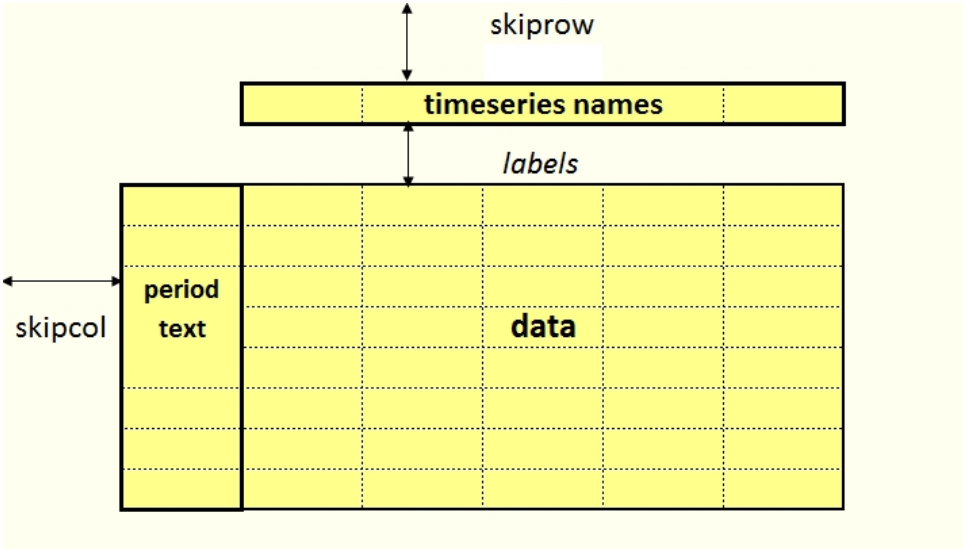 skiprow
timeseries names
labels
period
text
skipcol
data